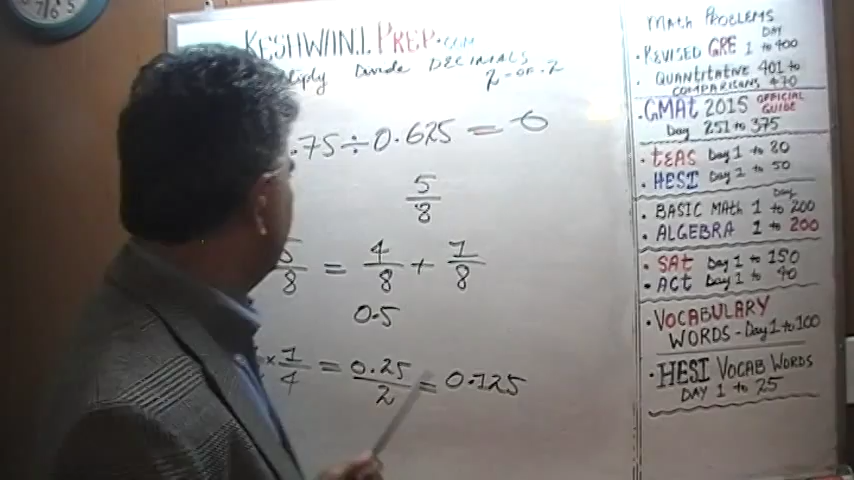 KESHWANI PREP.COM
Divide DECIMALS
2-OF-2
.75 ÷ 0.625 = 6
5
8
8 = 4/8 + 1/8
0.5
× 1/4 = 0.25/2 = 0.125
MATH PROBLEMS
DAY
• REVISED GRE 1 to 400
• QUANTITATIVE 401 to
COMPARISONS 470
• GMAT 2015 OFFICIAL GUIDE
Day 251 to 375
• TEAS Day 1 to 80
• HESI Day 1 to 50
Day
• BASIC MATH 1 to 200
• ALGEBRA 1 to 200
• SAT Day 1 to 150
• ACT Day 1 to 90
• VOCABULARY
WORDS - Day 1 to 100
• HESI VOCAB WORDS
DAY 1 to 25